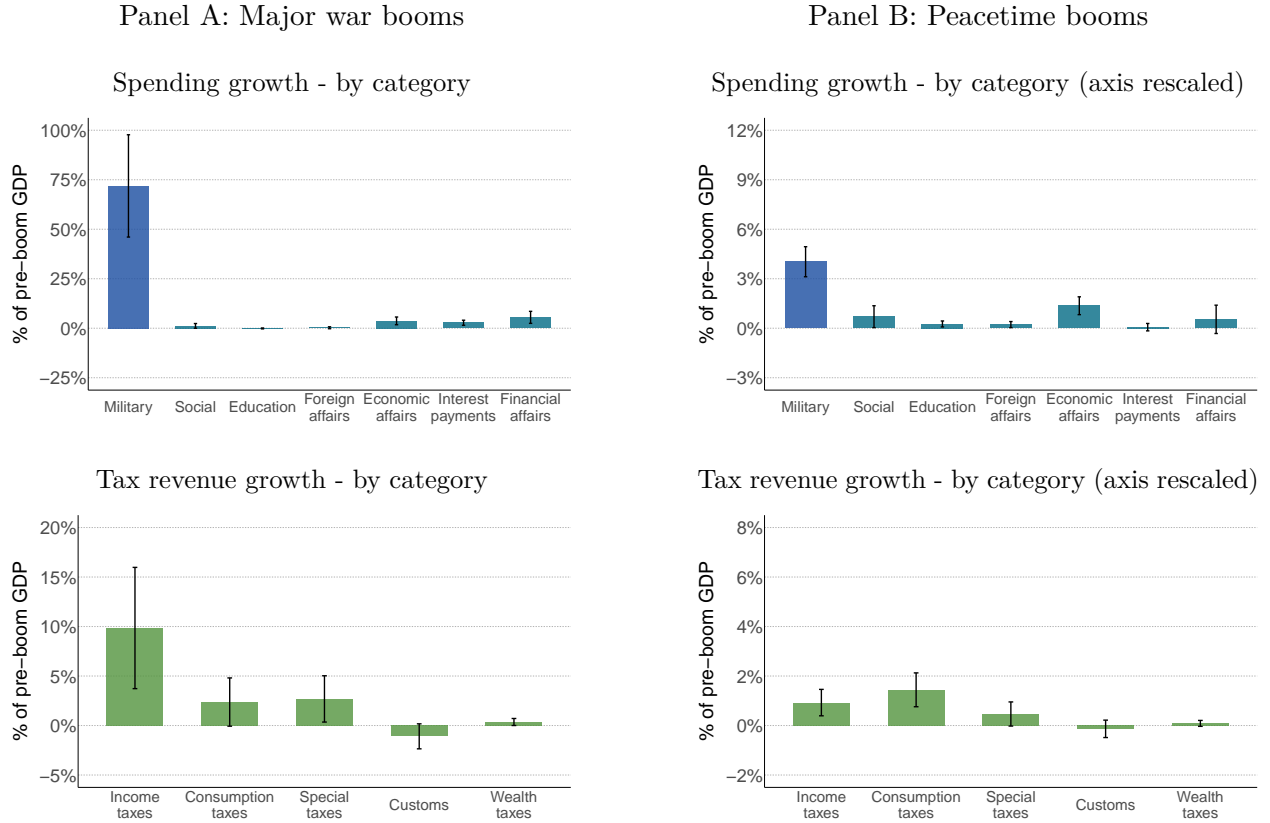 Panel A: Major war booms
Panel B: Peacetime booms
Spending growth - by category
% of pre−boom GDP
100%
75%
50%
25%
0%
−25%
Military
Social
Education
Foreign
affairs
Economic
affairs
Interest
payments
Financial
affairs
Spending growth - by category (axis rescaled)
% of pre−boom GDP
12%
9%
6%
3%
0%
−3%
Military
Social
Education
Foreign
affairs
Economic
affairs
Interest
payments
Financial
affairs
Tax revenue growth - by category
% of pre−boom GDP
20%
15%
10%
5%
0%
−5%
Income
taxes
Consumption
taxes
Special
taxes
Customs
Wealth
taxes
Tax revenue growth - by category (axis rescaled)
% of pre−boom GDP
8%
6%
4%
2%
0%
−2%
Income
taxes
Consumption
taxes
Special
taxes
Customs
Wealth
taxes